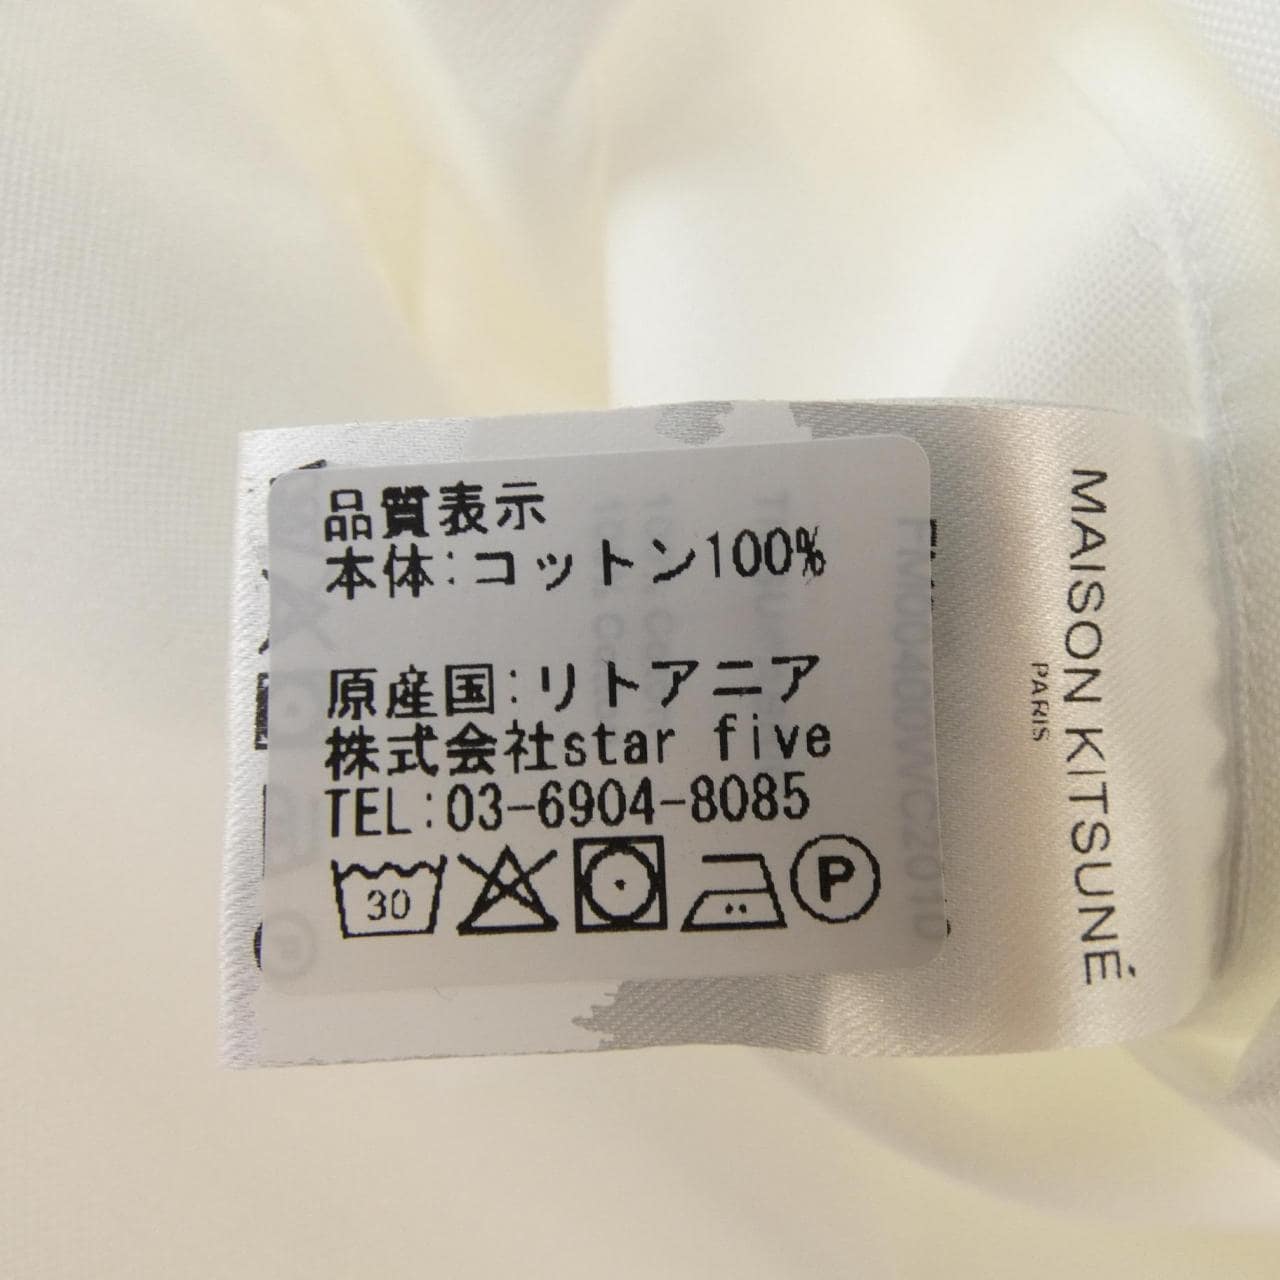 品質表示
本体:コットン100%
原産国:リトアニア
株式会社star five
TEL:03-6904-8085
30
P
MAISON KITSUNÉ
PARIS